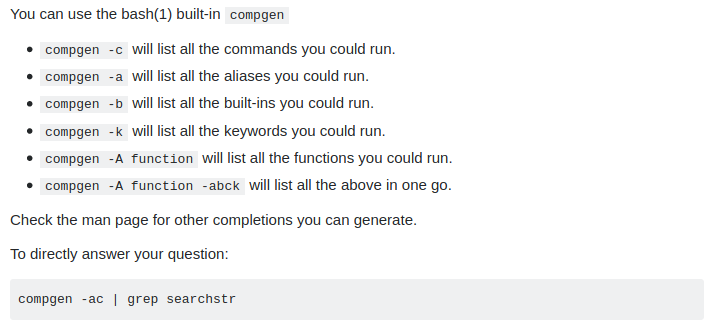 You can use the bash(1) built-in compgen
• compgen -c will list all the commands you could run.
• compgen -a will list all the aliases you could run.
• compgen -b will list all the built-ins you could run.
• compgen -k will list all the keywords you could run.
• compgen -A function will list all the functions you could run.
• compgen -A function -abck will list all the above in one go.
Check the man page for other completions you can generate.
To directly answer your question:
compgen -ac | grep searchstr